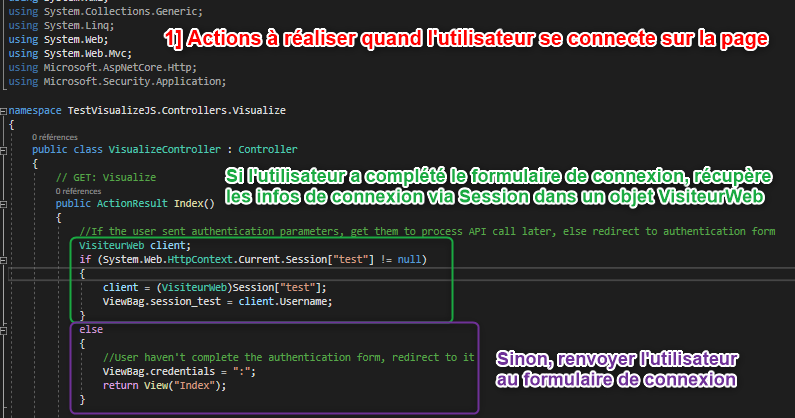 using System.Collections.Generic;
using System.Linq;
using System.Web;
using System.Web.Mvc;
using Microsoft.AspNetCore.Http;
using Microsoft.Security.Application;
1] Actions à réaliser quand l'utilisateur se connecte sur la page
namespace TestVisualizeJS.Controllers.Visualize
{
0 références
public class VisualizeController : Controller
{
// GET: Visualize
0 références
public ActionResult Index()
{
Si l'utilisateur a complété le formulaire de connexion, récupère
les infos de connexion via Session dans un objet VisiteurWeb
//If the user sent authentication parameters, get them to process API call later, else redirect to authentication form
VisiteurWeb client;
if (System.Web.HttpContext.Current.Session["test"] != null)
{
client = (VisiteurWeb)Session["test"];
ViewBag.session_test = client.Username;
}
else
{
//User haven't complete the authentication form, redirect to it
ViewBag.credentials = ":";
return View("Index");
}
Sinon, renvoyer l'utilisateur
au formulaire de connexion